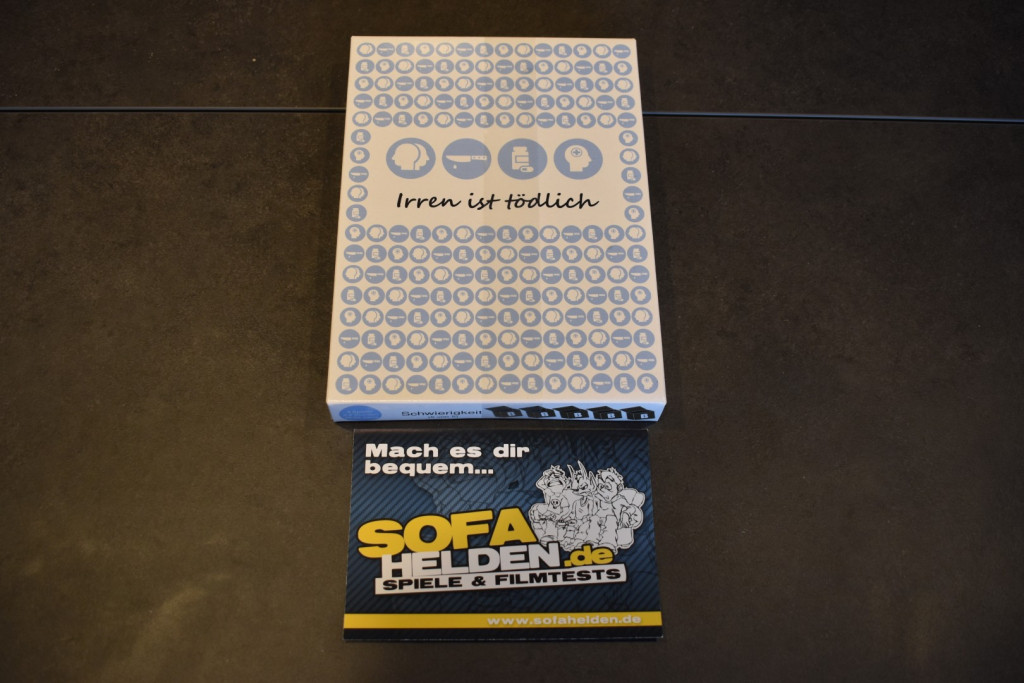 Irren ist tödlich
Schwierigkeit
B B B B B
Mach es dir
bequem...
SOFA
HELDEN.de
SPIELE & FILMTESTS
www.sofahelden.de